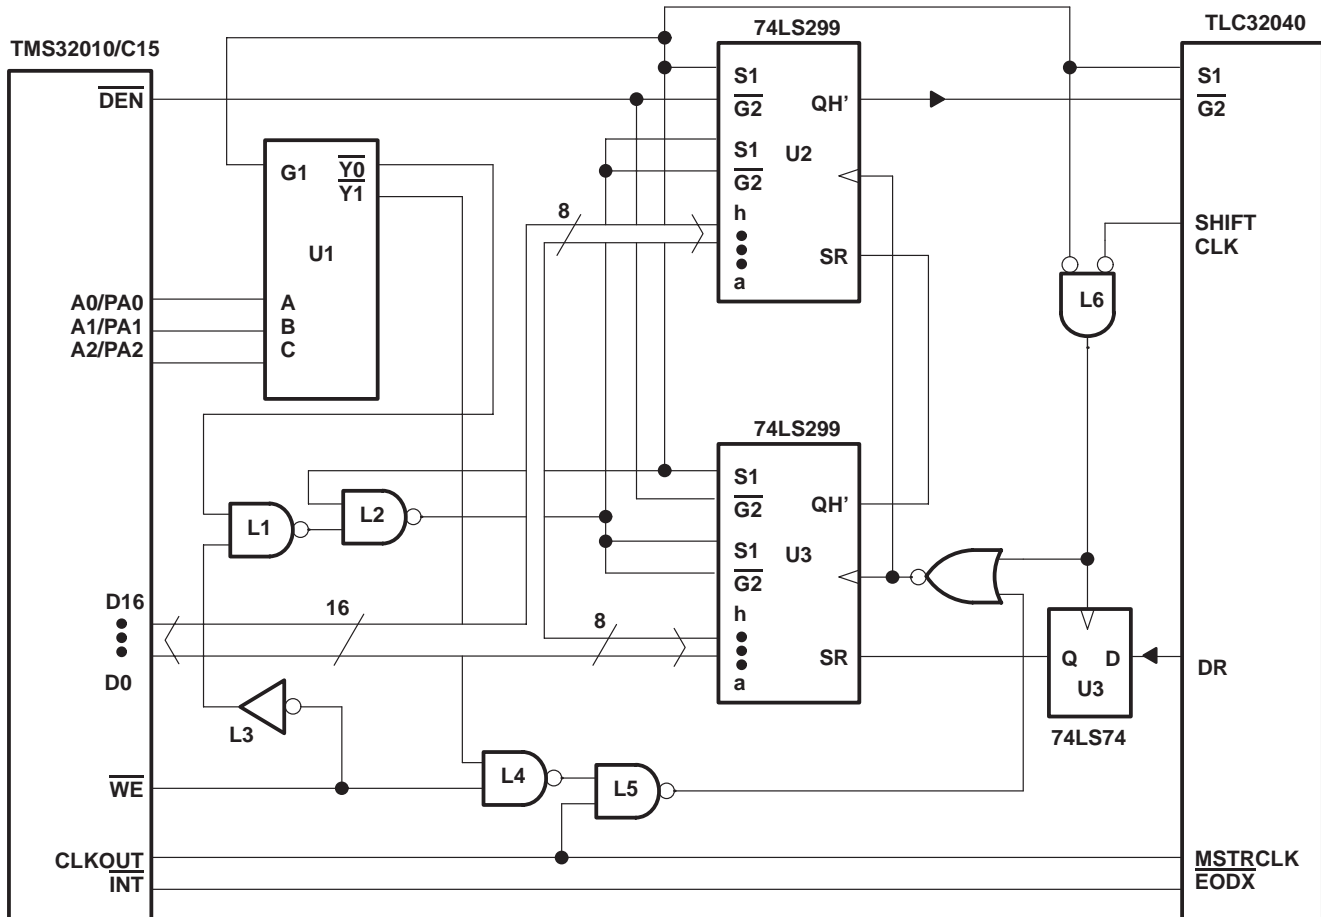 TMS32010/C15
74LS299
TLC32040
DEN
S1
G2
QH'
S1
G2
S1
G2
U2
h
a
SR
G1
Y0
Y1
U1
8
A0/PA0
A1/PA1
A2/PA2
A
B
C
SHIFT
CLK
L6
74LS299
S1
G2
QH'
S1
G2
U3
h
a
SR
L1
L2
D16
D0
16
8
L3
Q
D
U3
74LS74
DR
WE
L4
L5
CLKOUT
INT
MSTRCLK
EODX